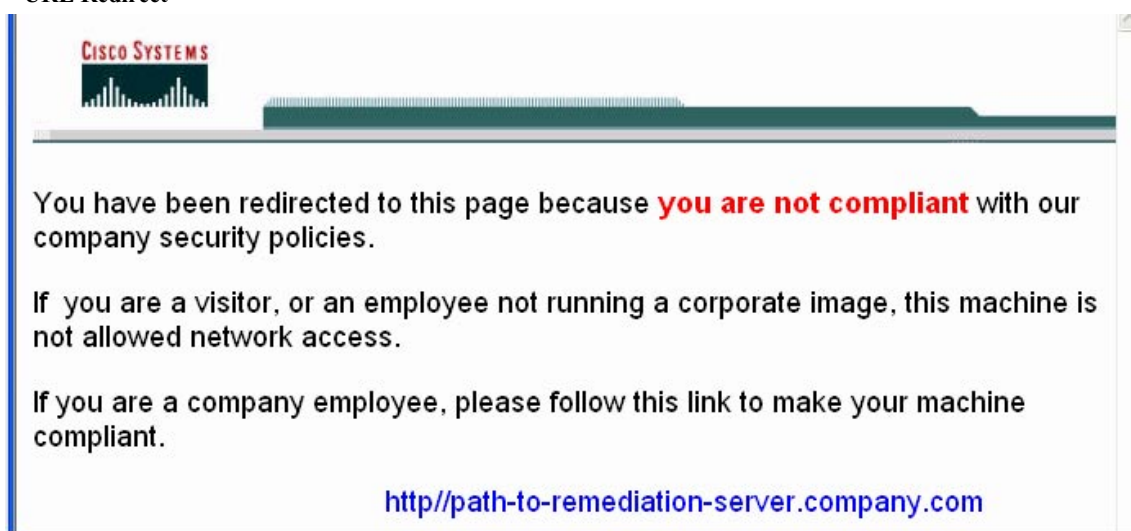 URL Redirect
CISCO SYSTEMS
You have been redirected to this page because you are not compliant with our
company security policies.
If you are a visitor, or an employee not running a corporate image, this machine is
not allowed network access.
If you are a company employee, please follow this link to make your machine
compliant.
http//path-to-remediation-server.company.com